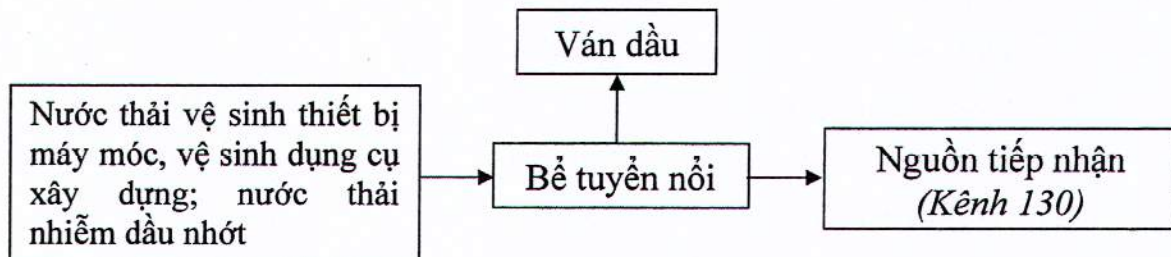 Ván dầu
Nước thải vệ sinh thiết bị
máy móc, vệ sinh dụng cụ
xây dựng; nước thải
nhiễm dầu nhớt
Bể tuyển nổi
Nguồn tiếp nhận
(Kênh 130)